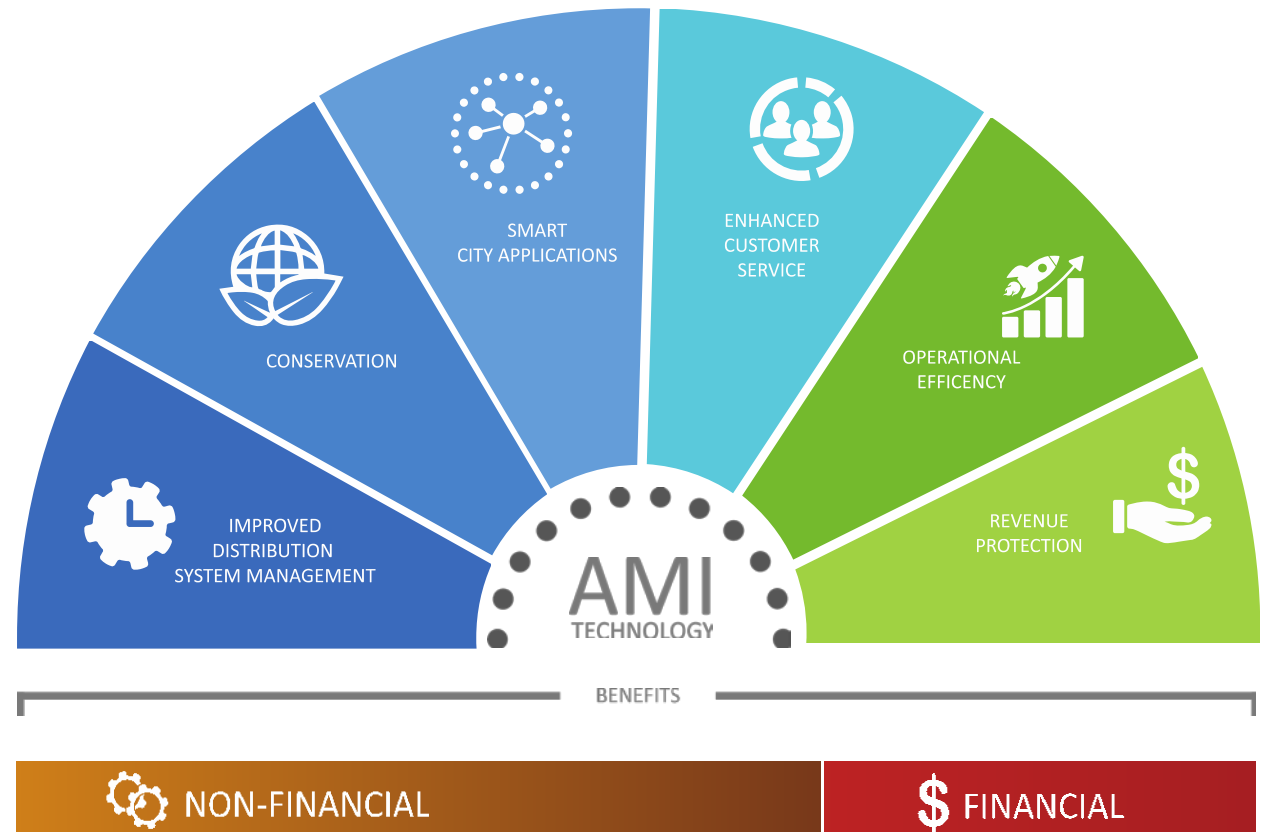 SMART
CITY APPLICATIONS
ENHANCED
CUSTOMER
SERVICE
CONSERVATION
OPERATIONAL
EFFICENCY
IMPROVED
DISTRIBUTION
SYSTEM MANAGEMENT
REVENUE
PROTECTION
AMI
TECHNOLOGY
BENEFITS
NON-FINANCIAL
$ FINANCIAL